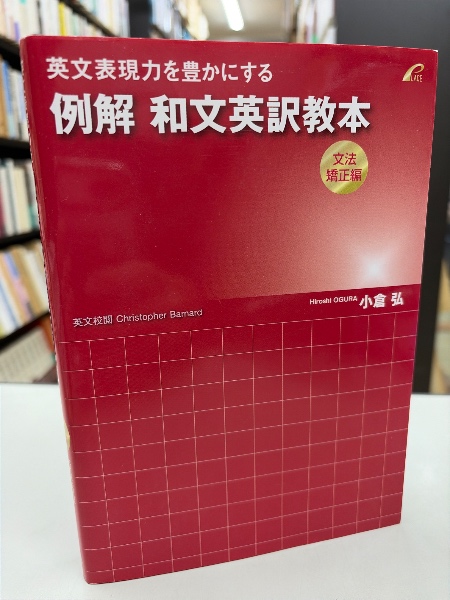 英文表現力を豊かにする
PLACE
例解 和文英訳教本
文法
矯正編
英文校閲 Christopher Barnard
Hiroshi OGURA 小倉 弘